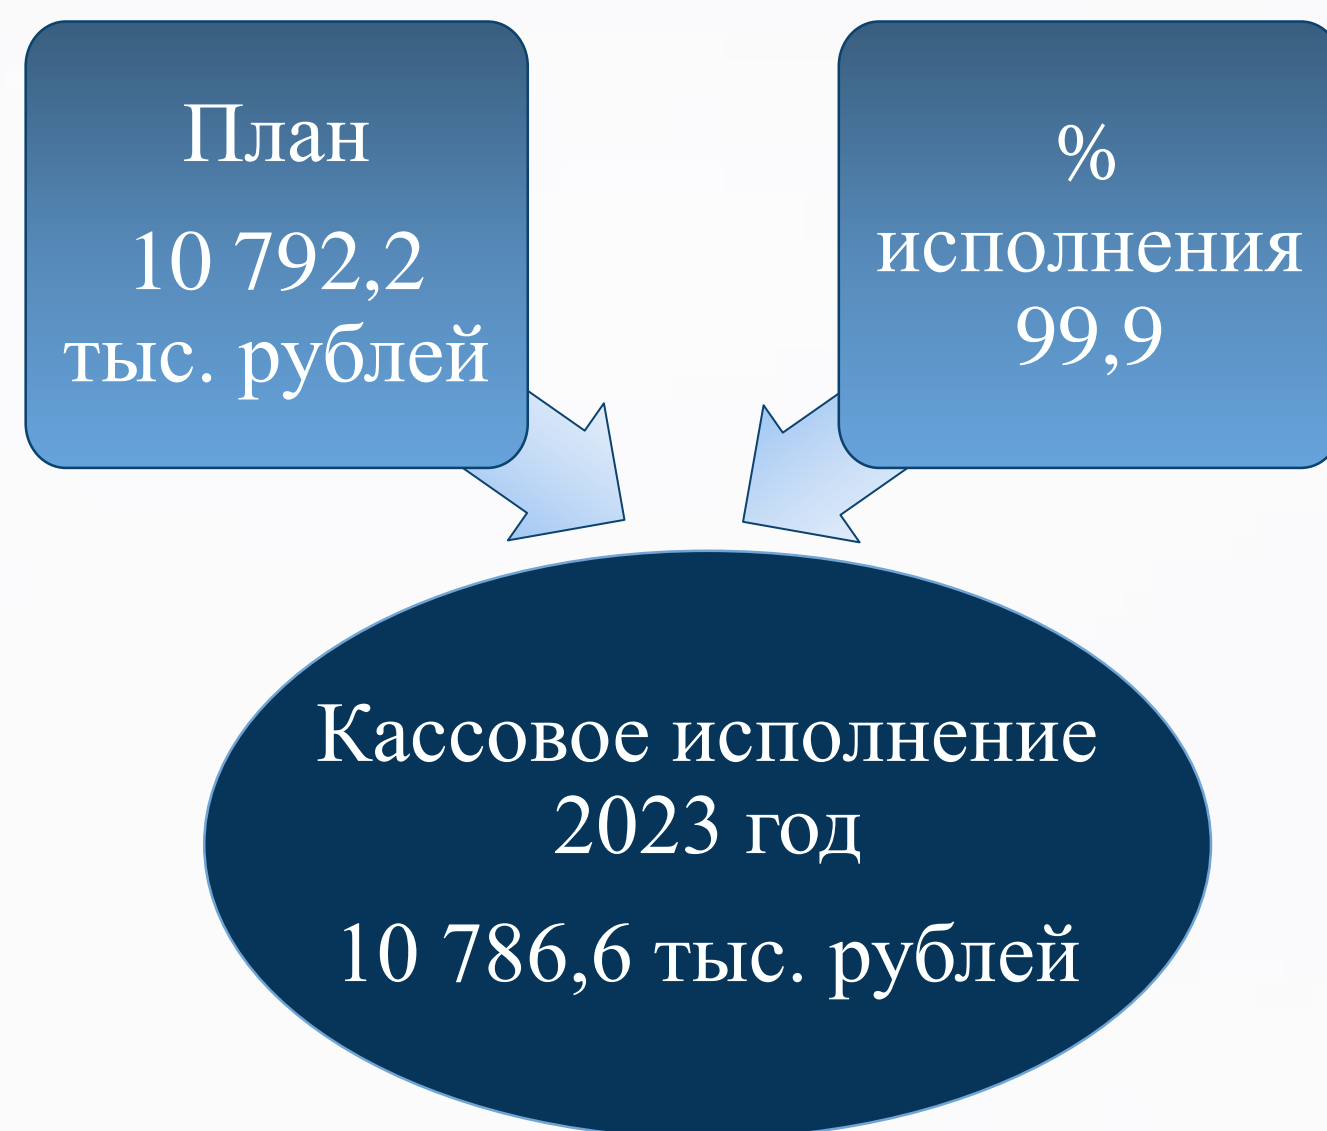 План
10 792,2
тыс. рублей
%
исполнения
99,9
Кассовое исполнение
2023 год
10 786,6 тыс. рублей